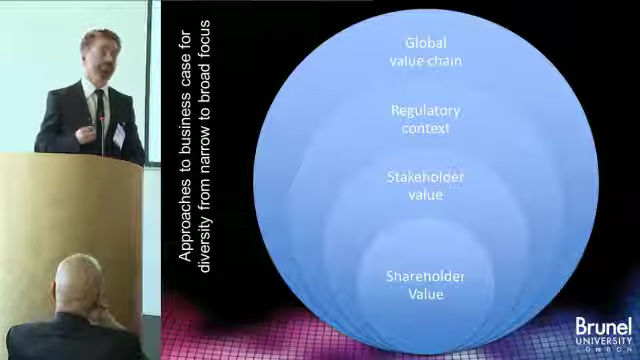 Approaches to business case for
diversity from narrow to broad focus
Global
value chain
Regulatory
context
Stakeholder
value
Shareholder
Value
Brunel
UNIVERSITY
LONDON